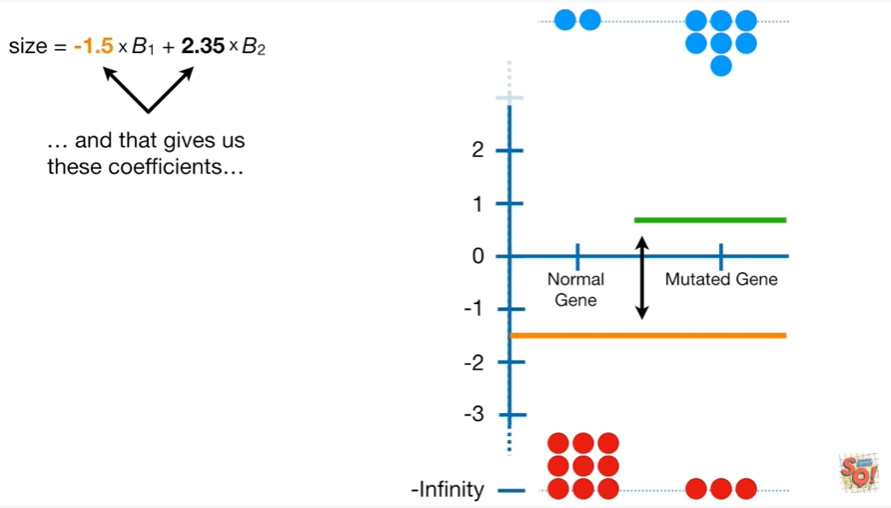 size = -1.5 × B₁ + 2.35 × B₂
… and that gives us
these coefficients…
2
1
0
Normal
Gene
Mutated Gene
-1
-2
-3
-Infinity
SQ!